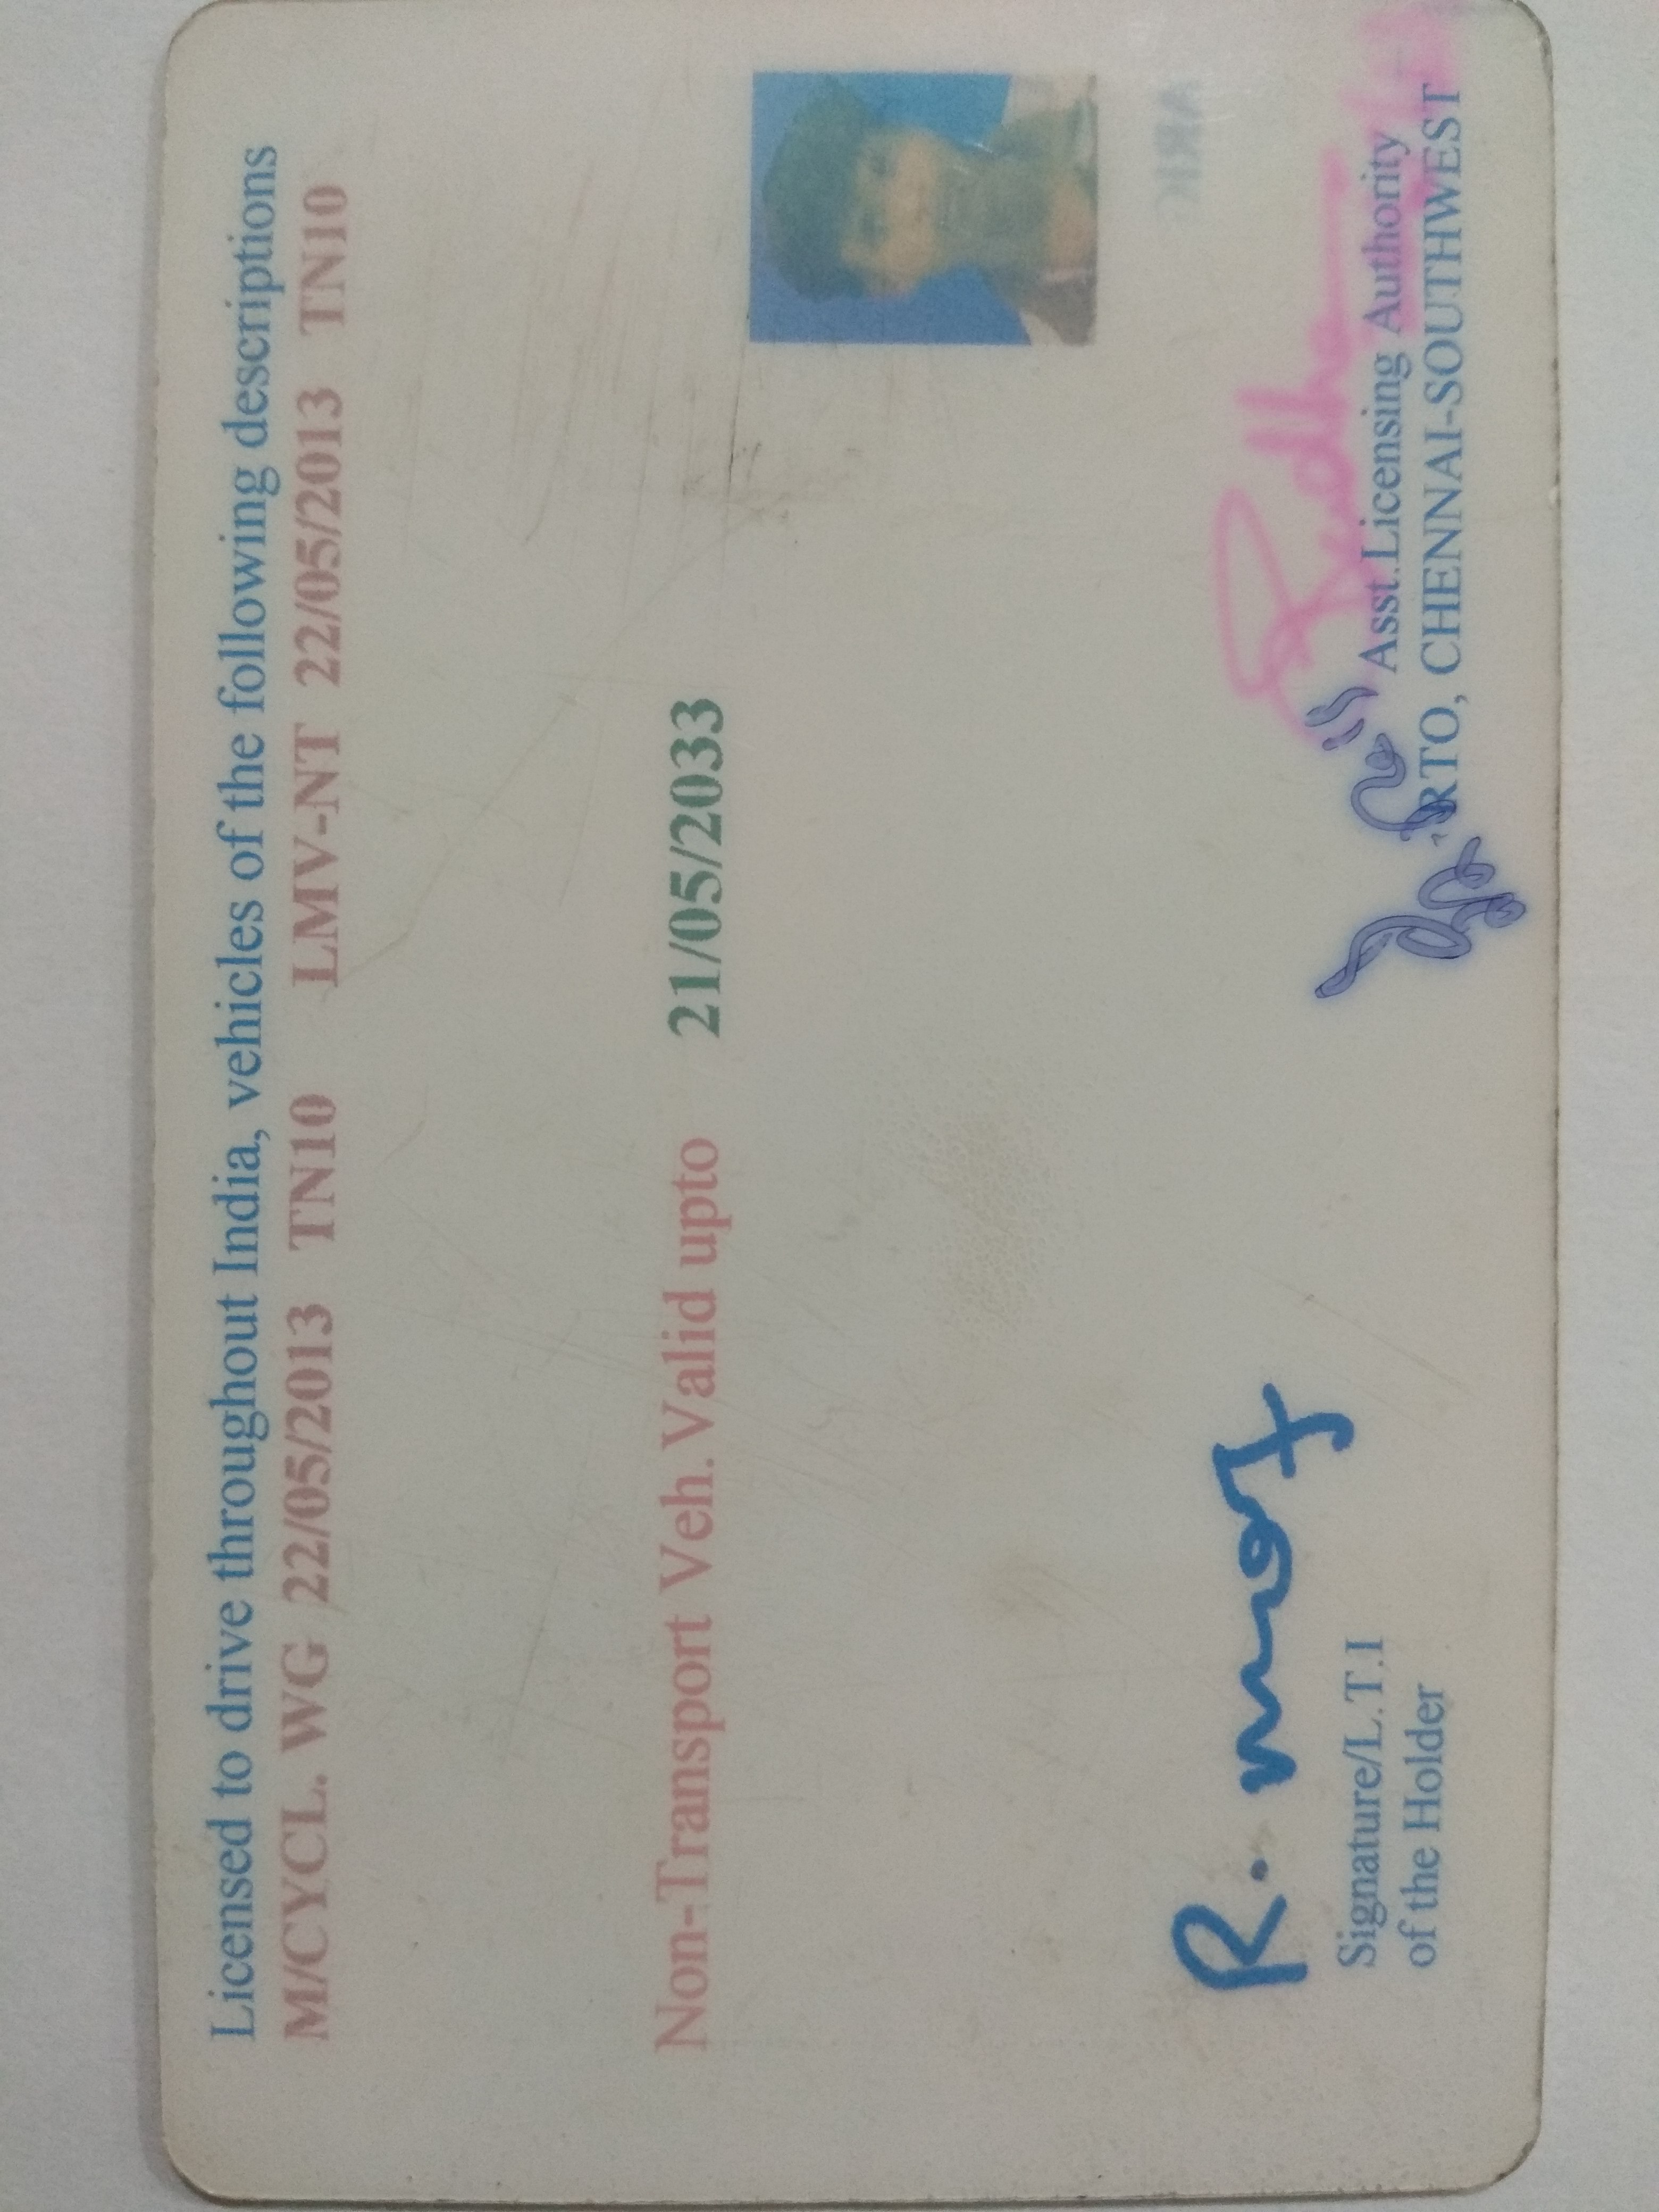 Licensed to drive throughout India, vehicles of the following descriptions
M/CYCL. WG 22/05/2013 TN10 LMV-NT 22/05/2013 TN10
Non-Transport Veh. Valid upto 21/05/2033
R.
Signature/L.T.I
of the Holder
Asst.Licensing Authority
RTO, CHENNAI-SOUTHWEST